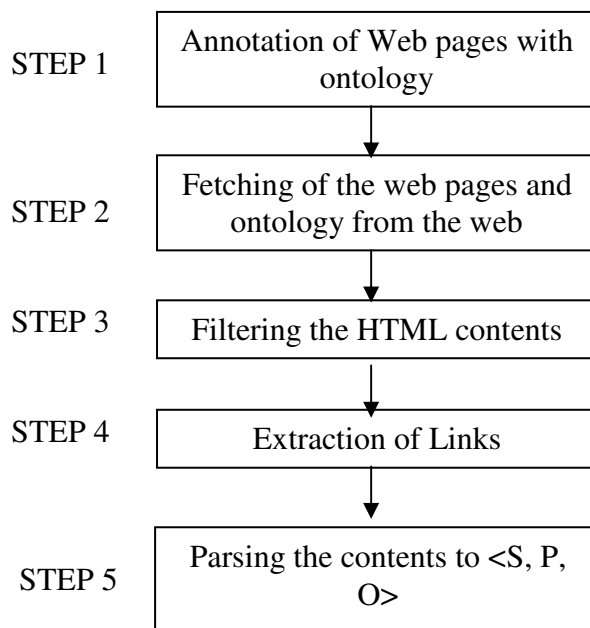 STEP 1
Annotation of Web pages with
ontology
STEP 2
Fetching of the web pages and
ontology from the web
STEP 3
Filtering the HTML contents
STEP 4
Extraction of Links
STEP 5
Parsing the contents to <S, P,
O>